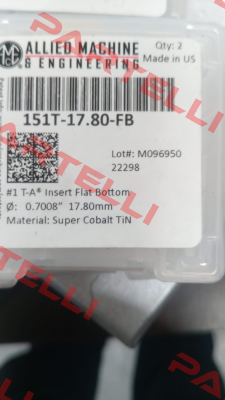 ALLIED MACHINE
& ENGINEERING
Qty: 2
Made in US
151T-17.80-FB
Lot#: M096950
22298
#1 T-A® Insert Flat Bottom
Ø: 0.7008" 17.80mm
Material: Super Cobalt TiN
PARTELLI
PARTELLI
PARTELLI